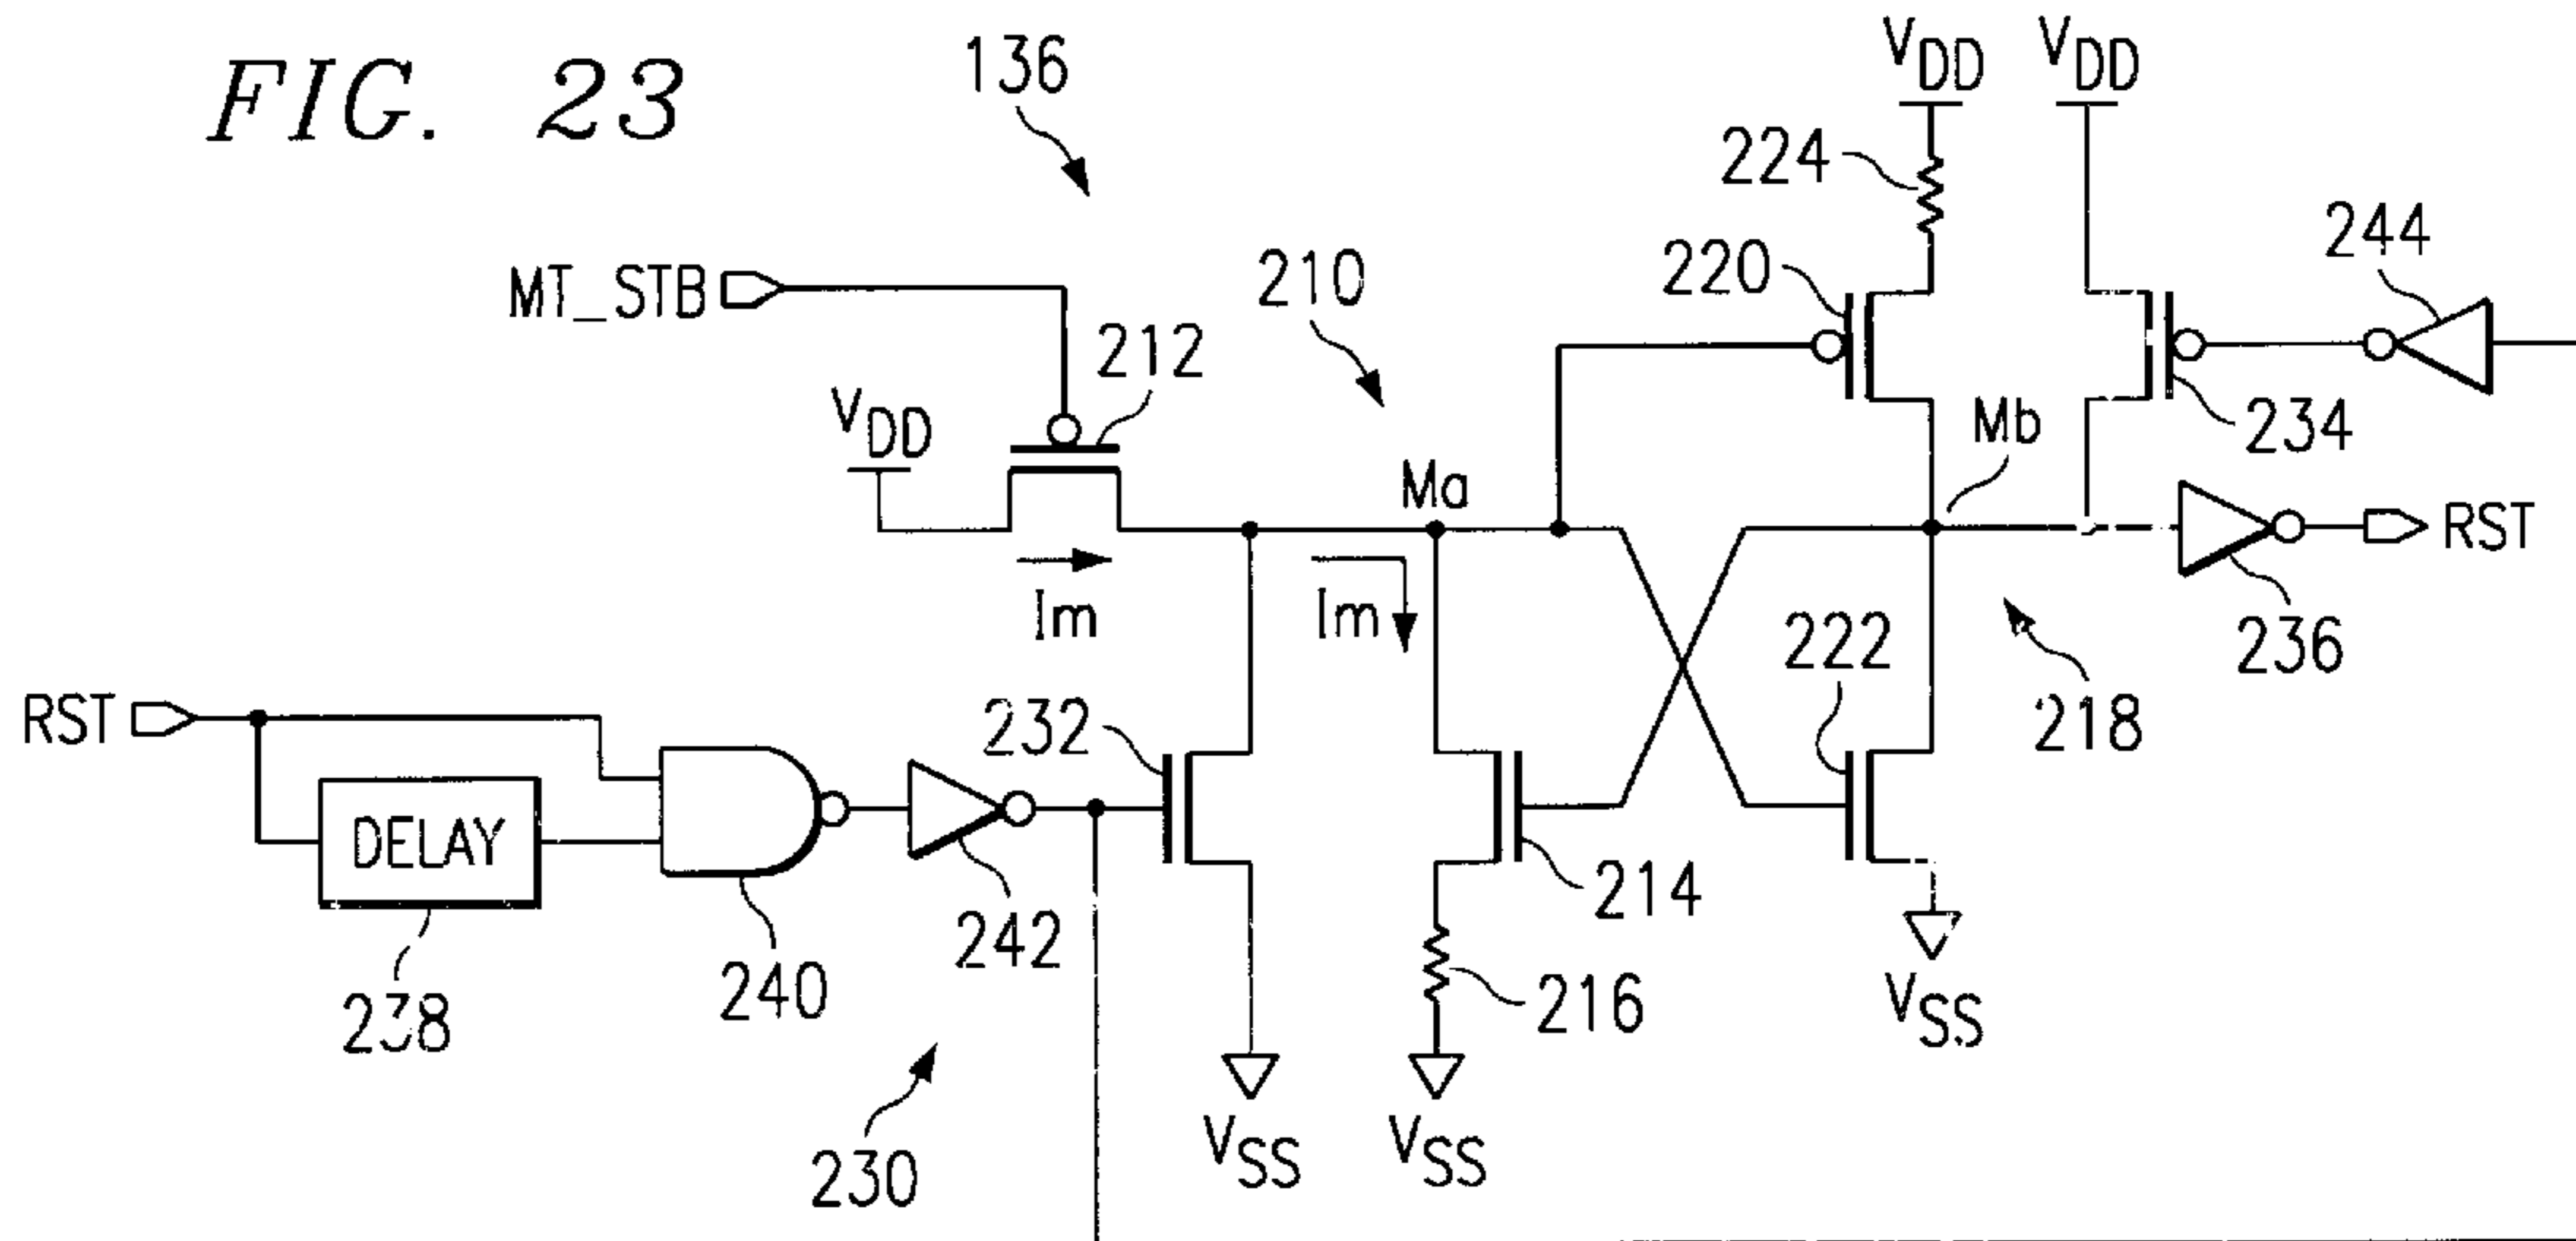 FIG. 23
136
VDD
VDD
224
220
244
MT_STB
210
212
VDD
234
Mb
Ma
RST
Im
Im
236
222
218
RST
232
DELAY
214
242
240
216
238
VSS
230
VSS
VSS